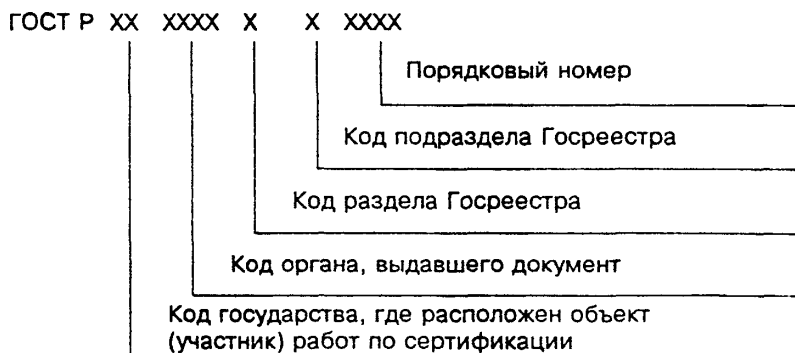 ГОСТ Р XX XXXX X X XXXX
Порядковый номер
Код подраздела Госреестра
Код раздела Госреестра
Код органа, выдавшего документ
Код государства, где расположен объект
(участник) работ по сертификации